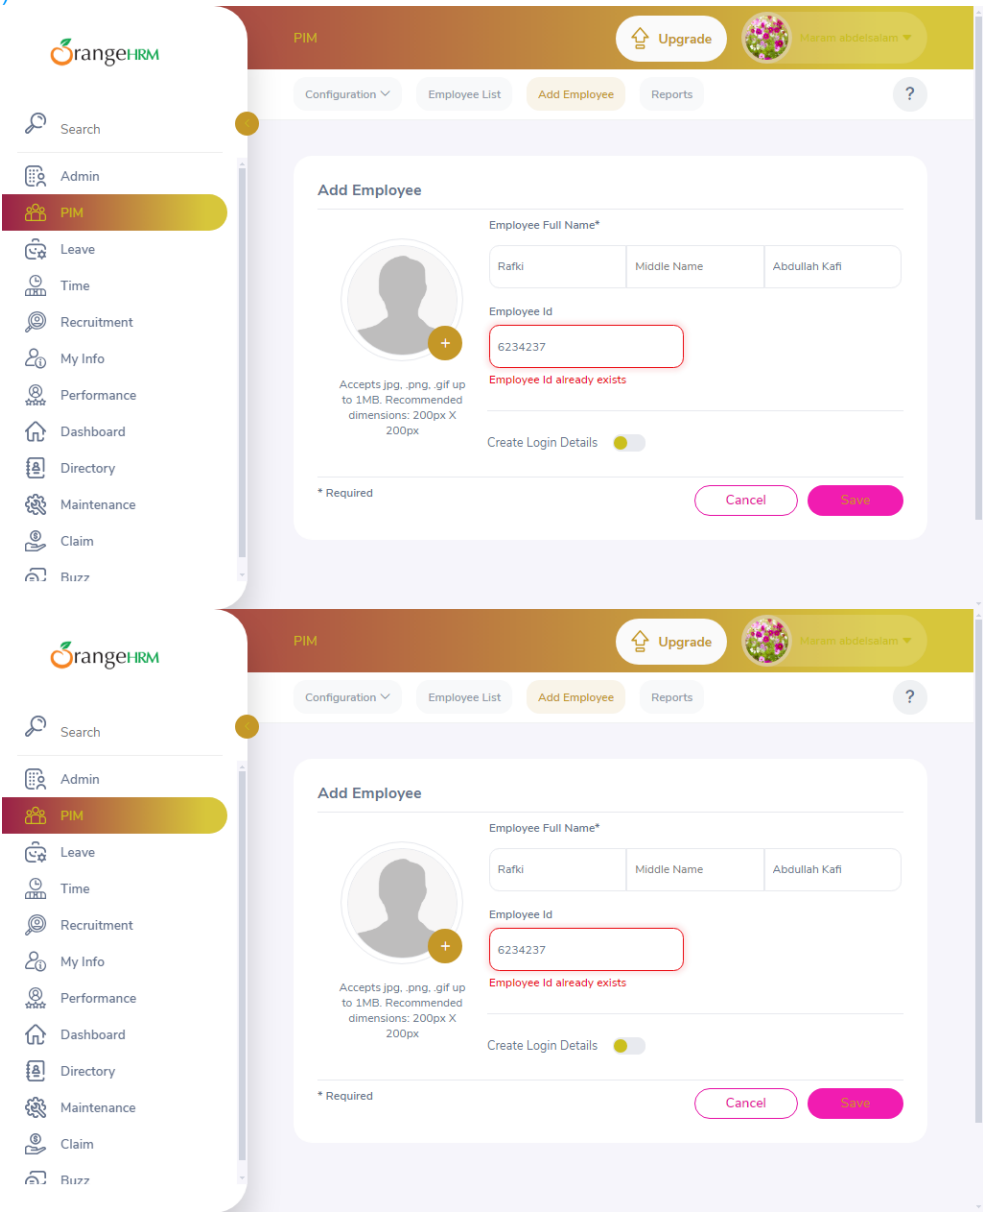 OrangeHRM
PIM
Upgrade
Maram abdelsalam
Configuration
Employee List
Add Employee
Reports
?
Search
Admin
PIM
Leave
Time
Recruitment
My Info
Performance
Dashboard
Directory
Maintenance
Claim
Buzz
Add Employee
Employee Full Name*
Rafki
Middle Name
Abdullah Kafi
Employee Id
6234237
Employee Id already exists
Accepts jpg, .png, .gif up
to 1MB. Recommended
dimensions: 200px X
200px
Create Login Details
* Required
Cancel
Save
OrangeHRM
PIM
Upgrade
Maram abdelsalam
Configuration
Employee List
Add Employee
Reports
?
Search
Admin
PIM
Leave
Time
Recruitment
My Info
Performance
Dashboard
Directory
Maintenance
Claim
Buzz
Add Employee
Employee Full Name*
Rafki
Middle Name
Abdullah Kafi
Employee Id
6234237
Employee Id already exists
Accepts jpg, .png, .gif up
to 1MB. Recommended
dimensions: 200px X
200px
Create Login Details
* Required
Cancel
Save